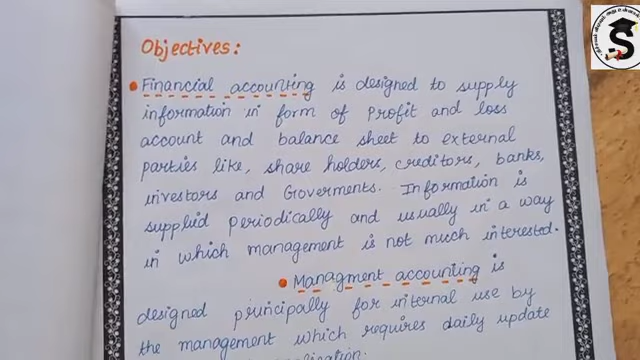 Objectives:
Financial accounting is designed to supply
information in form of profit and loss
account and balance sheet to external
parties like, share holders, creditors, banks,
investors and Goverments. Information is
supplied periodically and usually in a way
in which management is not much interested.
Managment accounting is
designed principally for internal use by
the management which requires daily update
S